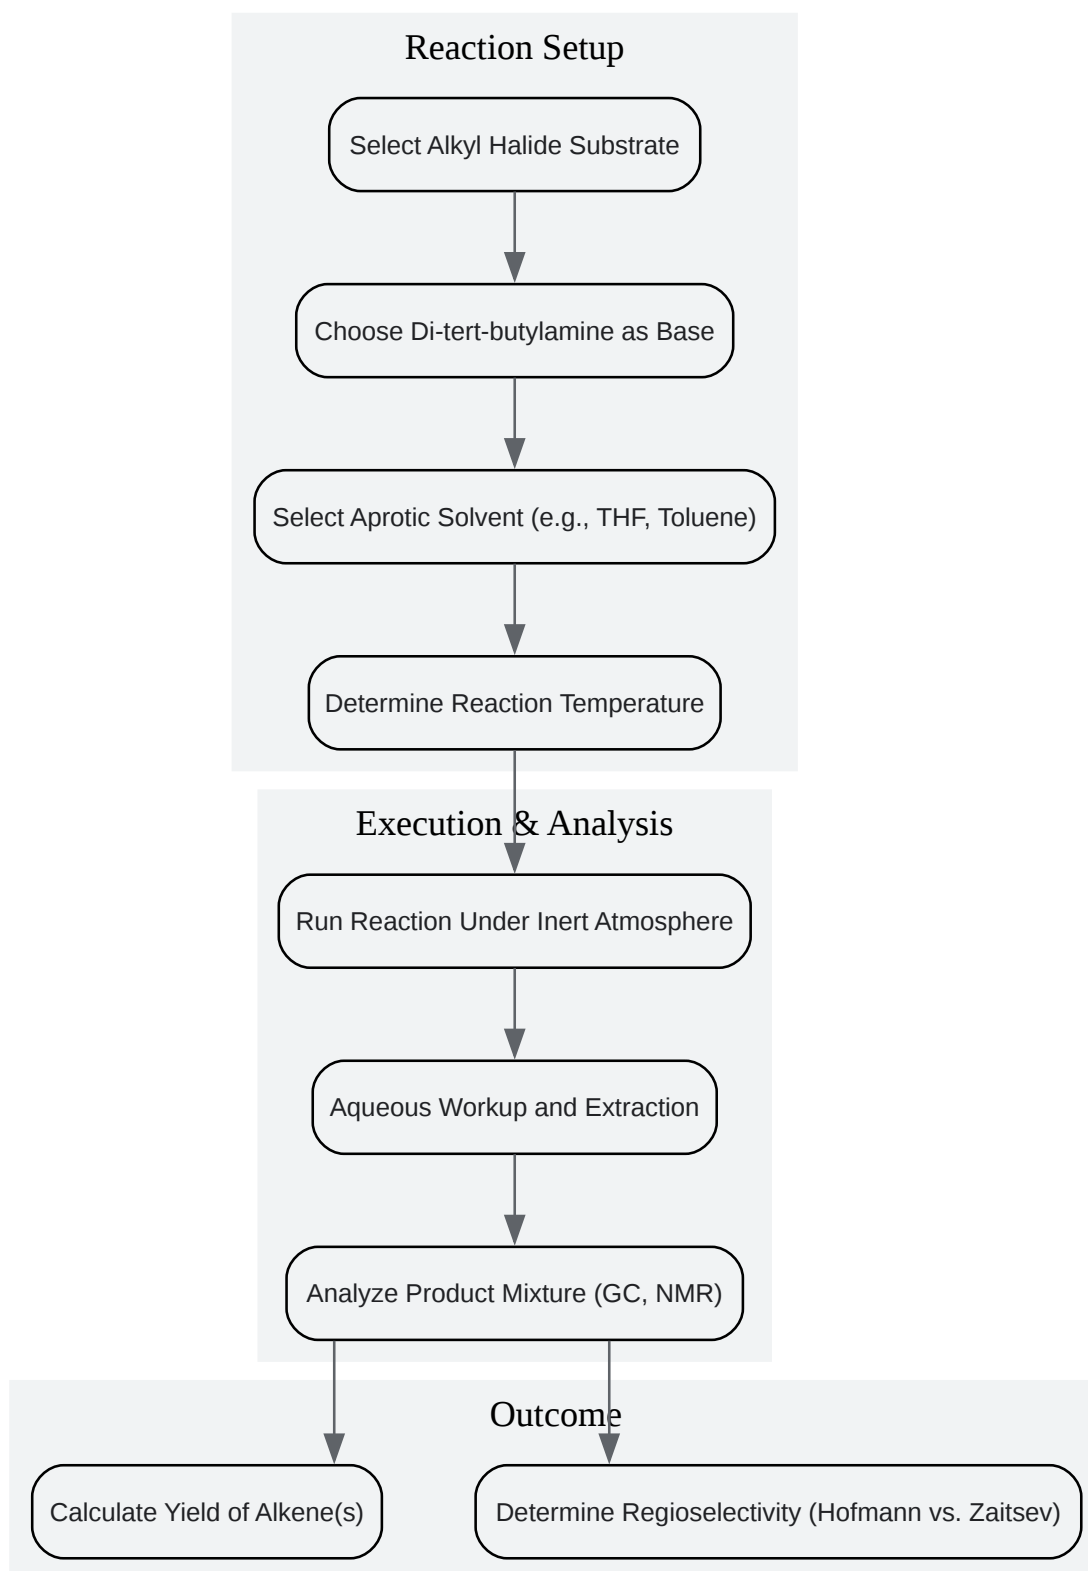 Reaction Setup
Select Alkyl Halide Substrate
Choose Di-tert-butylamine as Base
Select Aprotic Solvent (e.g., THF, Toluene)
Determine Reaction Temperature
Execution & Analysis
Run Reaction Under Inert Atmosphere
Aqueous Workup and Extraction
Analyze Product Mixture (GC, NMR)
Outcome
Calculate Yield of Alkene(s)
Determine Regioselectivity (Hofmann vs. Zaitsev)